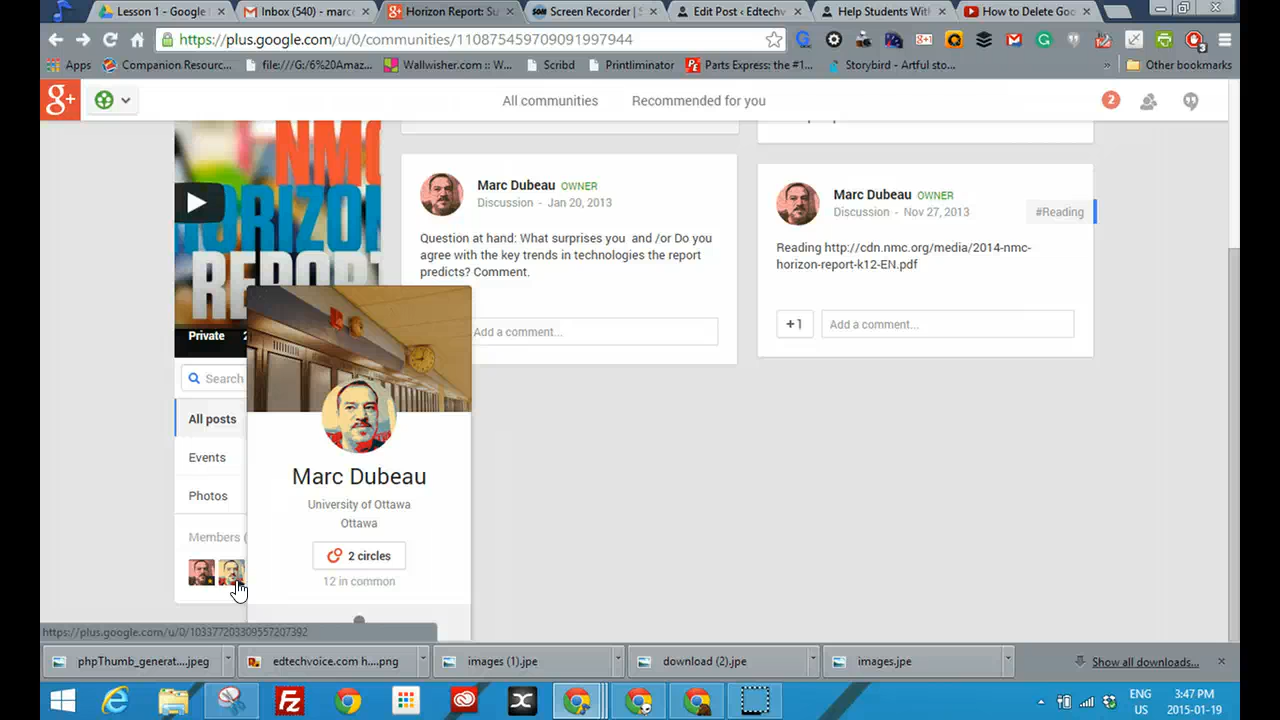 Lesson 1 - Google
Inbox (540) - marc
Horizon Report: S
Screen Recorder |
Edit Post ‹ Edtechv
Help Students Wit
How to Delete Goo
https://plus.google.com/u/0/communities/110875459709091997944
Apps
Companion Resourc...
file:///G:/6%20Amaz...
Wallwisher.com :: W...
Scribd
Printliminator
Parts Express: the #1...
Storybird - Artful sto...
»
Other bookmarks
g+
All communities
Recommended for you
2
NMC
HORIZON
REPORT
Private
Search
All posts
Events
Photos
Members (
Marc Dubeau OWNER
Discussion - Jan 20, 2013
Question at hand: What surprises you and /or Do you
agree with the key trends in technologies the report
predicts? Comment.
Add a comment...
Marc Dubeau OWNER
Discussion - Nov 27, 2013
#Reading
Reading http://cdn.nmc.org/media/2014-nmc-
horizon-report-k12-EN.pdf
+1
Add a comment...
Marc Dubeau
University of Ottawa
Ottawa
2 circles
12 in common
https://plus.google.com/u/0/103377203309557207392
phpThumb_generat....jpeg
edtechvoice.com h....png
images (1).jpe
download (2).jpe
images.jpe
Show all downloads...
ENG
US
3:47 PM
2015-01-19